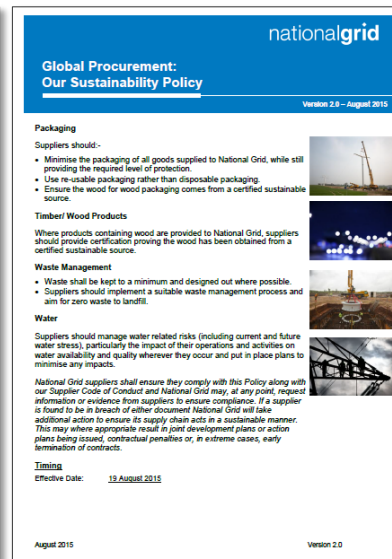 nationalgrid
Global Procurement:
Our Sustainability Policy
Version 2.0 – August 2015
Packaging
Suppliers should:-
• Minimise the packaging of all goods supplied to National Grid, while still
providing the required level of protection.
• Use re-usable packaging rather than disposable packaging.
• Ensure the wood for wood packaging comes from a certified sustainable
source.
Timber/ Wood Products
Where products containing wood are provided to National Grid, suppliers
should provide certification proving the wood has been obtained from a
certified sustainable source.
Waste Management
• Waste shall be kept to a minimum and designed out where possible.
• Suppliers should implement a suitable waste management process and
aim for zero waste to landfill.
Water
Suppliers should manage water related risks (including current and future
water stress), particularly the impact of their operations and activities on
water availability and quality wherever they occur and put in place plans to
minimise any impacts.
National Grid suppliers shall ensure they comply with this Policy along with
our Supplier Code of Conduct and National Grid may, at any point, request
information or evidence from suppliers to ensure compliance. If a supplier
is found to be in breach of either document National Grid will take
additional action to ensure its supply chain acts in a sustainable manner.
This may where appropriate result in joint development plans or action
plans being issued, contractual penalties or, in extreme cases, early
termination of contracts.
Timing
Effective Date: 19 August 2015
August 2015 Version 2.0